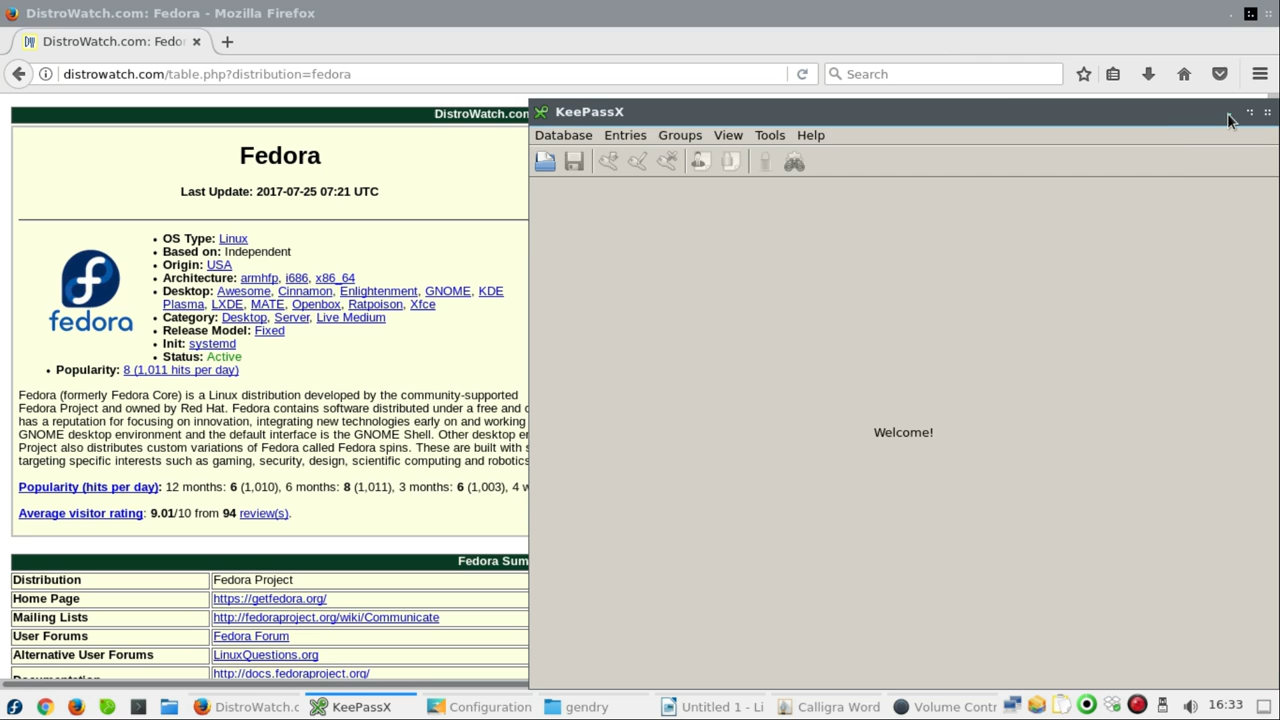 DistroWatch.com: Fedora - Mozilla Firefox
DistroWatch.com: Fedo
distrowatch.com/table.php?distribution=fedora
Search
DistroWatch.com
Fedora
Last Update: 2017-07-25 07:21 UTC
fedora
• OS Type: Linux
• Based on: Independent
• Origin: USA
• Architecture: armhfp, i686, x86_64
• Desktop: Awesome, Cinnamon, Enlightenment, GNOME, KDE
Plasma, LXDE, MATE, Openbox, Ratpoison, Xfce
• Category: Desktop, Server, Live Medium
• Release Model: Fixed
• Init: systemd
• Status: Active
• Popularity: 8 (1,011 hits per day)
Fedora (formerly Fedora Core) is a Linux distribution developed by the community-supported
Fedora Project and owned by Red Hat. Fedora contains software distributed under a free and
has a reputation for focusing on innovation, integrating new technologies early on and working
GNOME desktop environment and the default interface is the GNOME Shell. Other desktop
Project also distributes custom variations of Fedora called Fedora spins. These are built with
targeting specific interests such as gaming, security, design, scientific computing and robotics
Popularity (hits per day): 12 months: 6 (1,010), 6 months: 8 (1,011), 3 months: 6 (1,003), 4
Average visitor rating: 9.01/10 from 94 review(s).
Fedora Sum
Distribution Fedora Project
Home Page https://getfedora.org/
Mailing Lists http://fedoraproject.org/wiki/Communicate
User Forums Fedora Forum
Alternative User Forums LinuxQuestions.org
Documentation http://docs.fedoraproject.org/
KeePassX
Database Entries Groups View Tools Help
Welcome!
DistroWatch.c KeePassX Configuration gendry Untitled 1 - Li Calligra Word Volume Contr 16:33